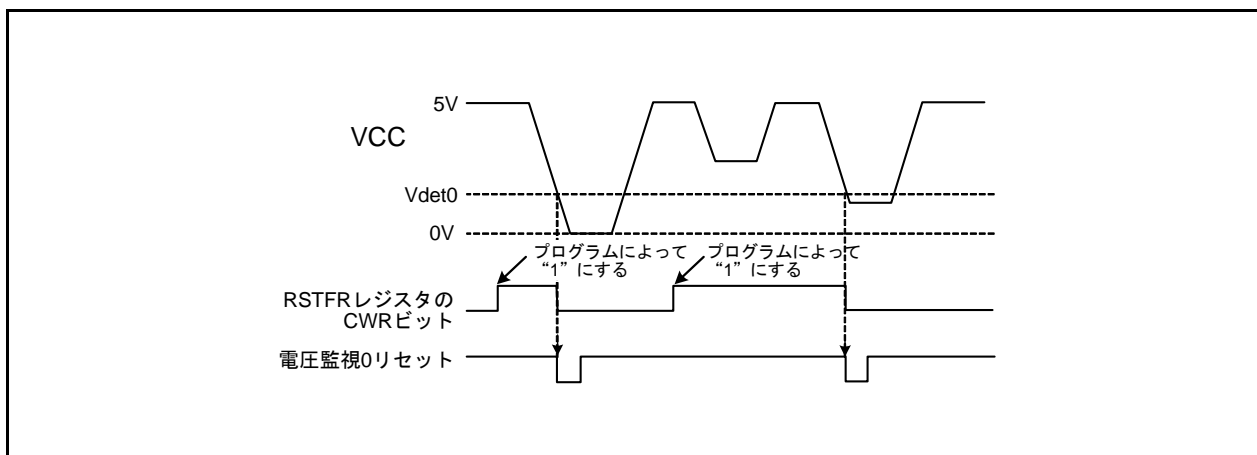 5V
VCC
Vdet0
0V
プログラムによって
“1”にする
プログラムによって
“1”にする
RSTFRレジスタの
CWRビット
電圧監視0リセット